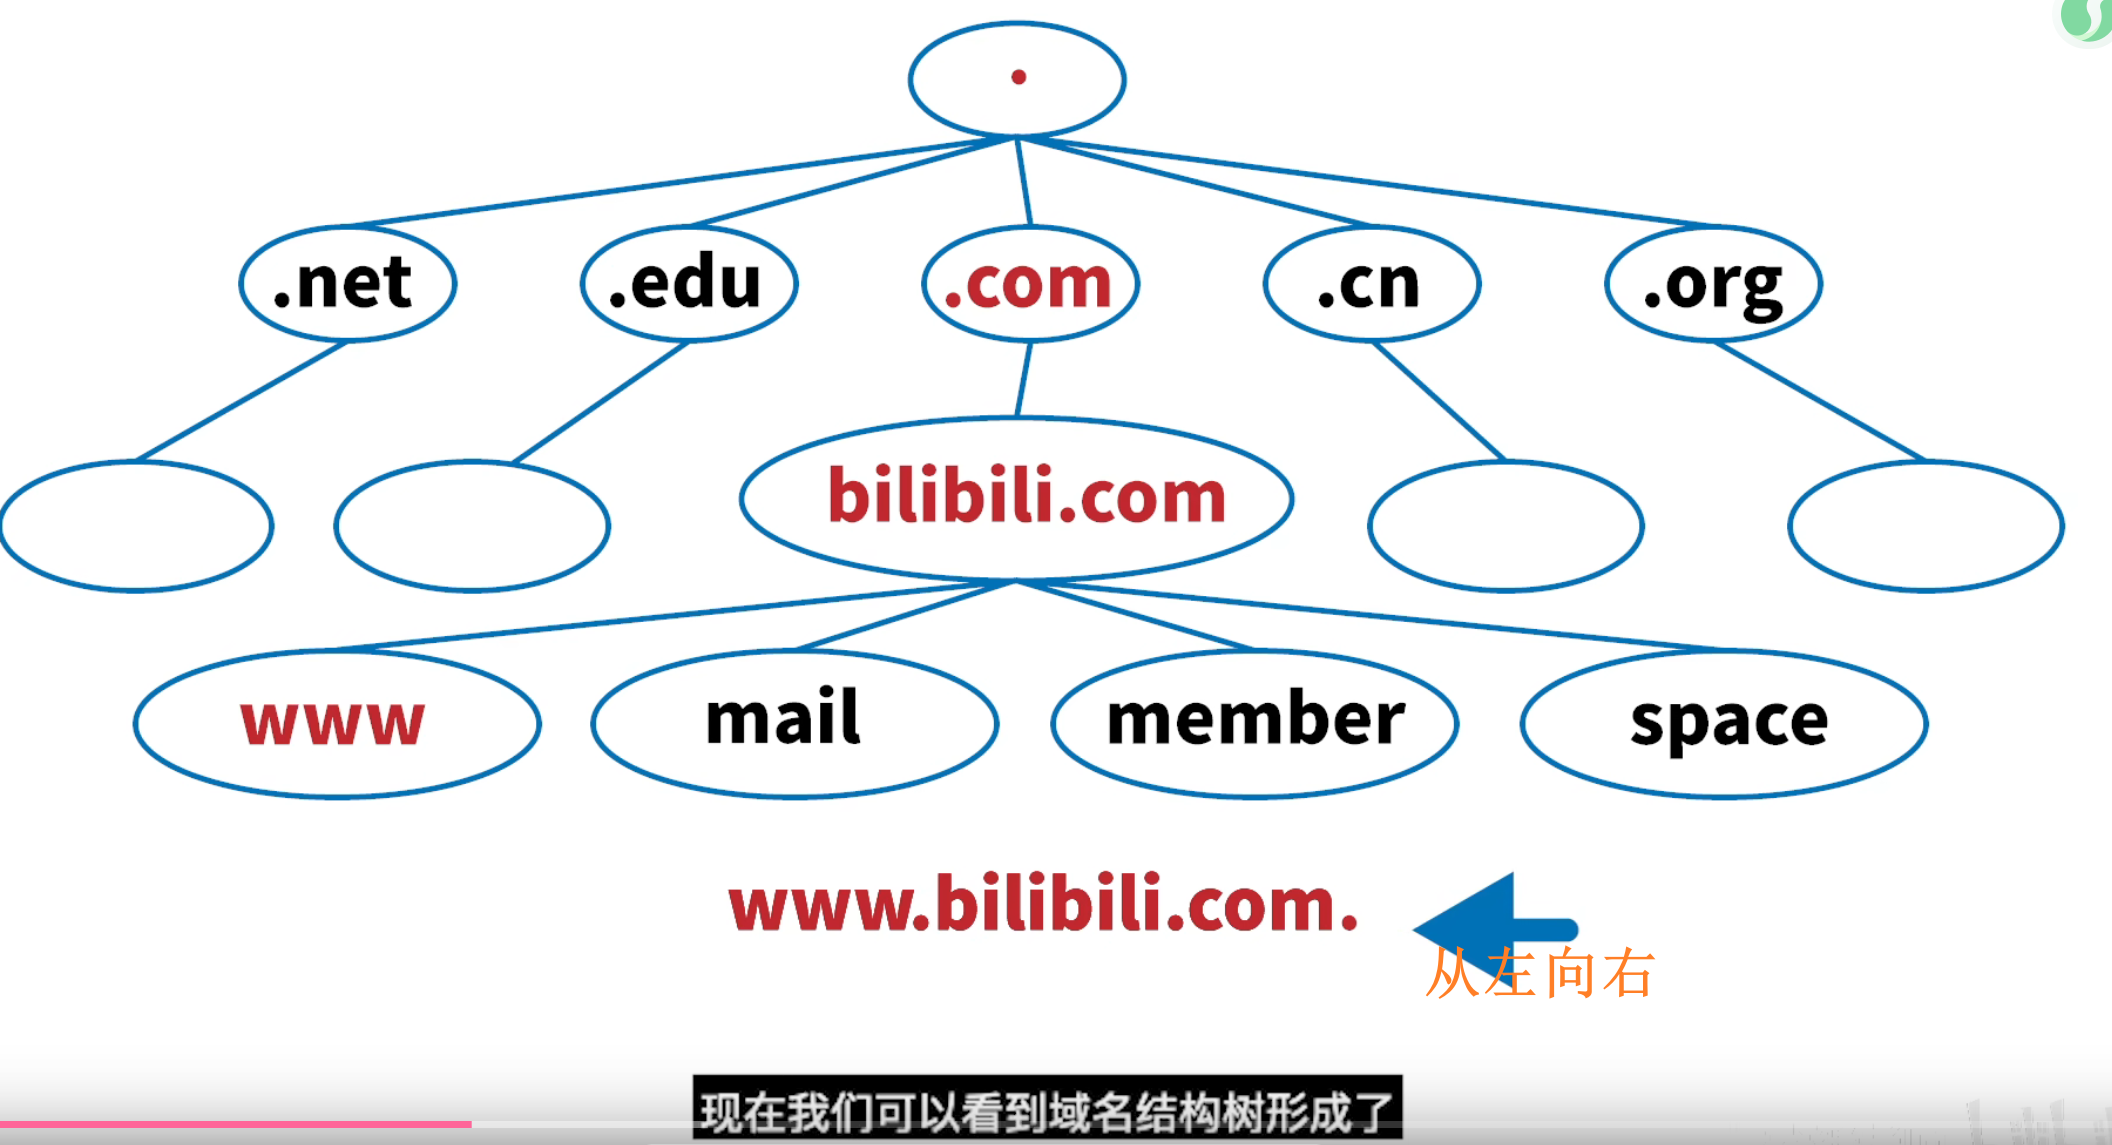 .
.net .edu .com .cn .org
bilibili.com
www mail member space
www.bilibili.com.
从左向右
现在我们可以看到域名结构树形成了